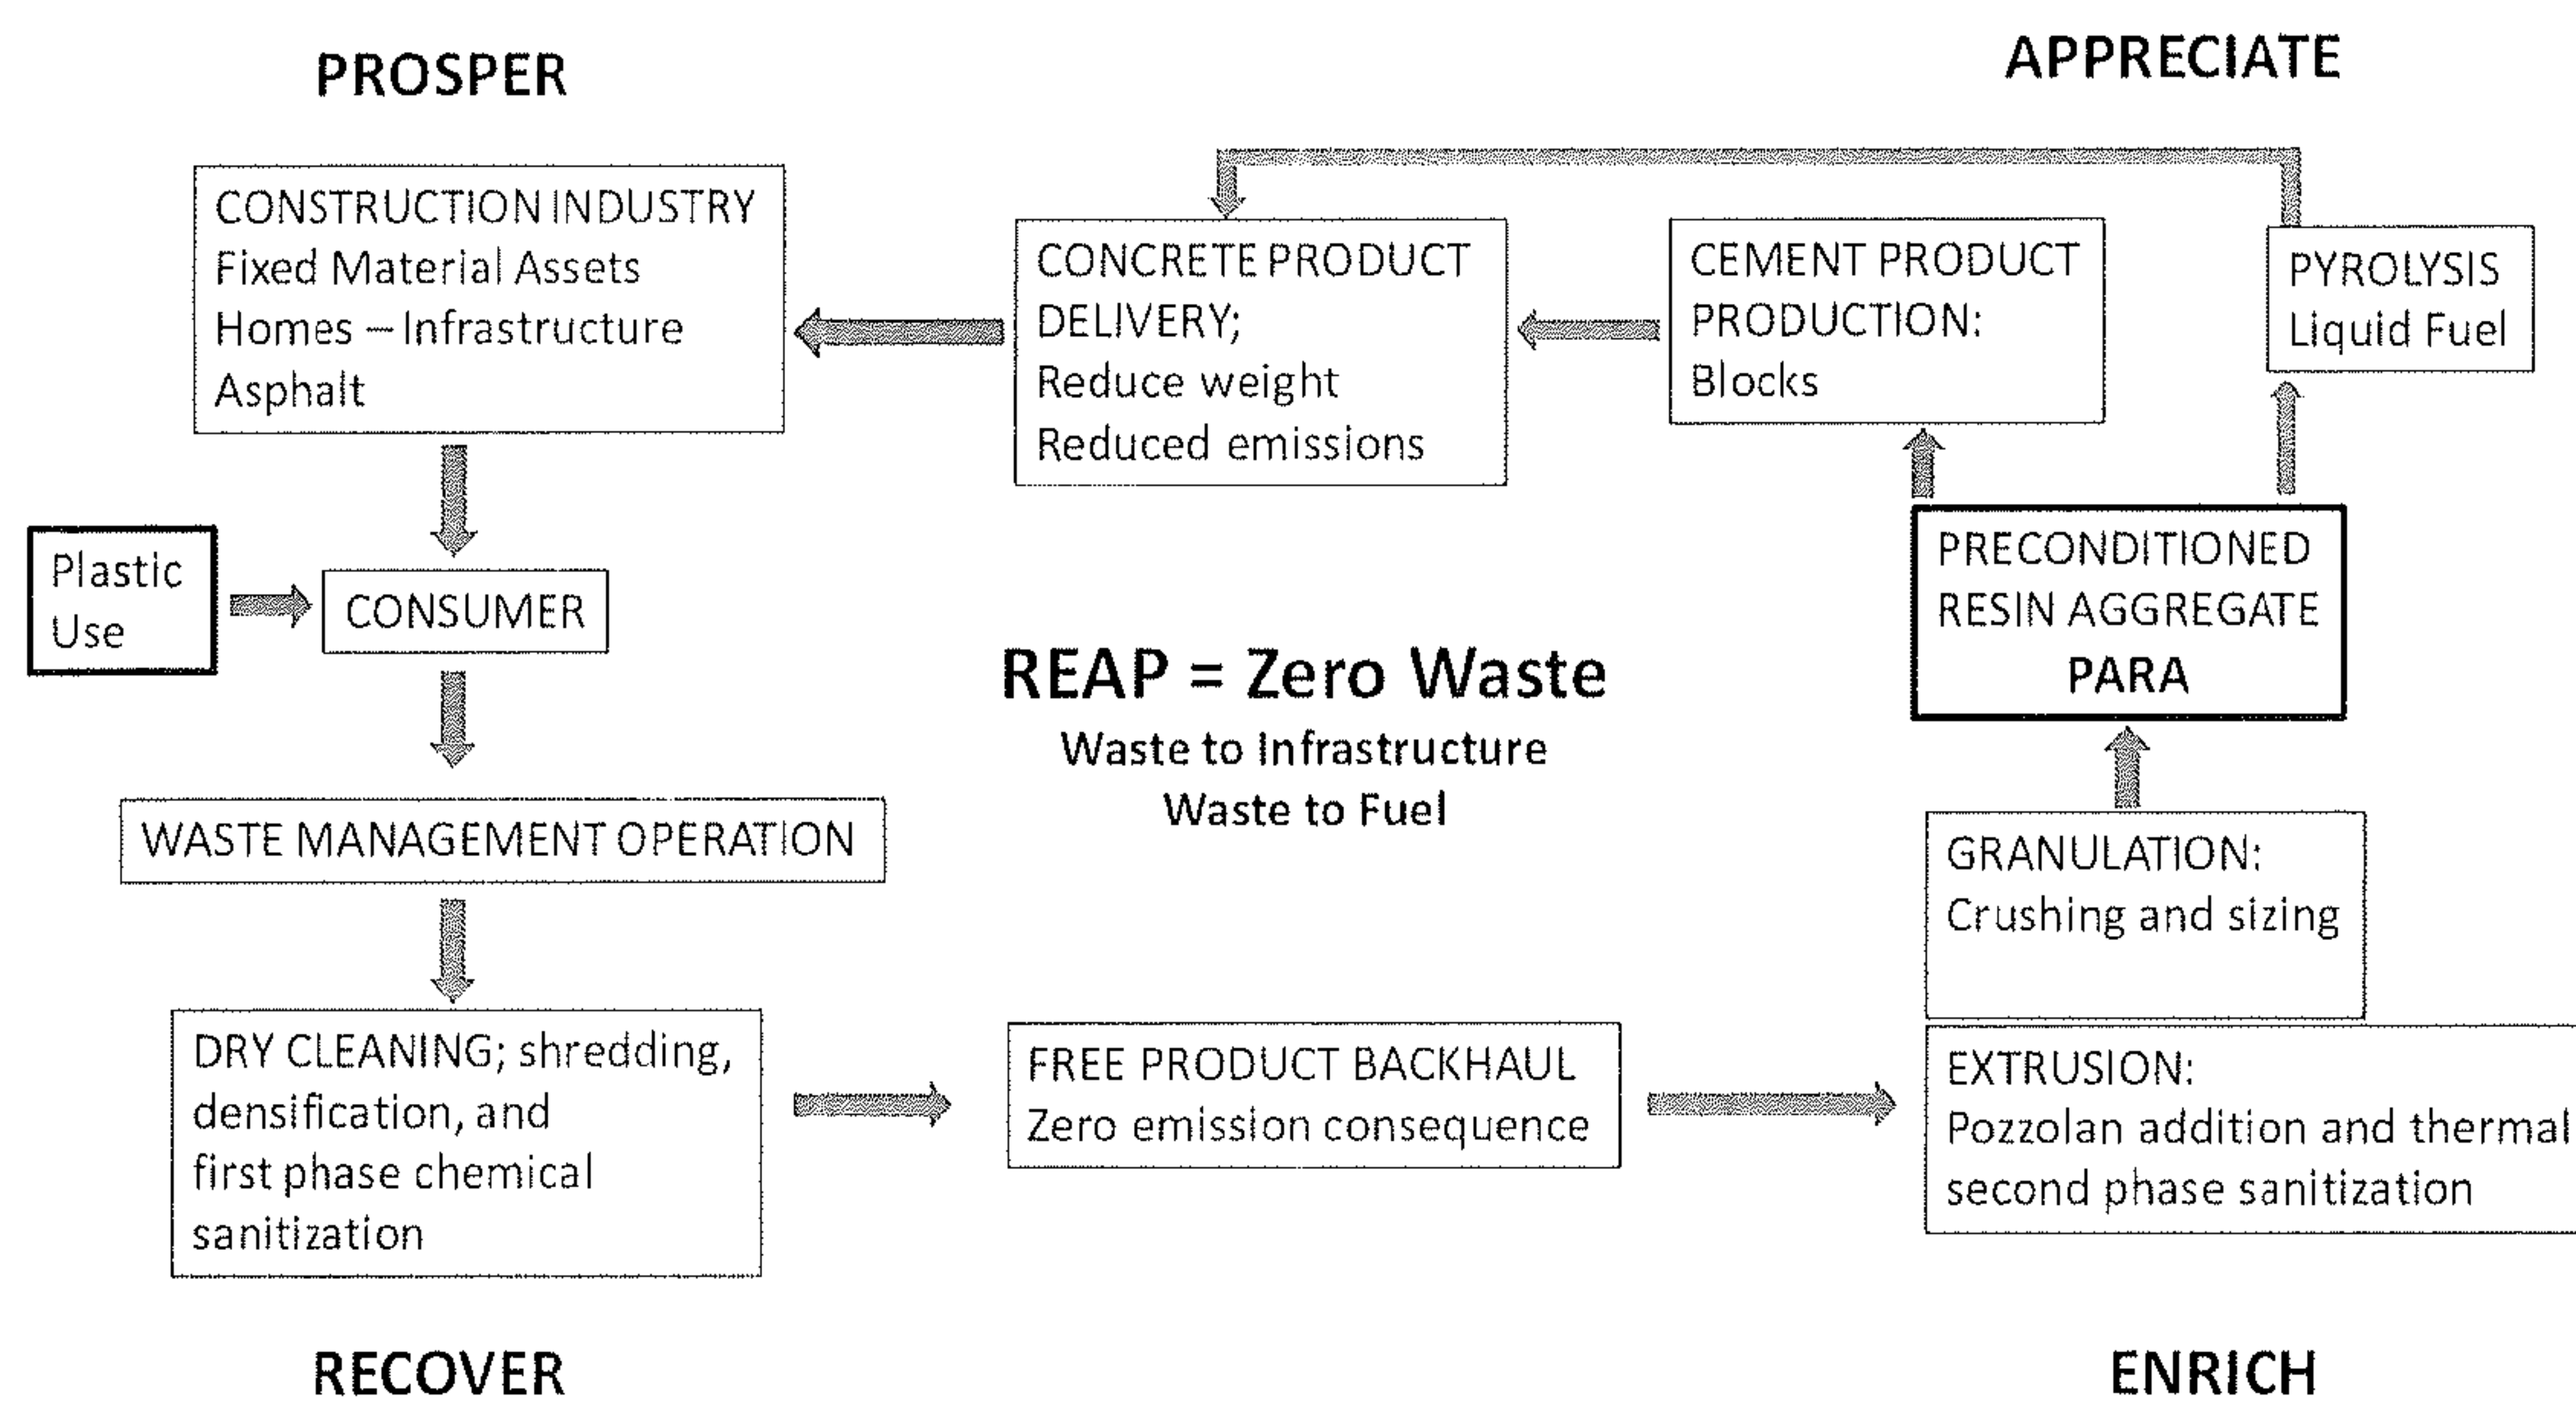 PROSPER
APPRECIATE
CONSTRUCTION INDUSTRY
Fixed Material Assets
Homes – Infrastructure
Asphalt
CONCRETE PRODUCT
DELIVERY;
Reduce weight
Reduced emissions
CEMENT PRODUCT
PRODUCTION:
Blocks
PYROLYSIS
Liquid Fuel
Plastic
Use
CONSUMER
PRECONDITIONED
RESIN AGGREGATE
PARA
REAP = Zero Waste
Waste to Infrastructure
Waste to Fuel
WASTE MANAGEMENT OPERATION
GRANULATION:
Crushing and sizing
DRY CLEANING; shredding,
densification, and
first phase chemical
sanitization
FREE PRODUCT BACKHAUL
Zero emission consequence
EXTRUSION:
Pozzolan addition and thermal
second phase sanitization
RECOVER
ENRICH